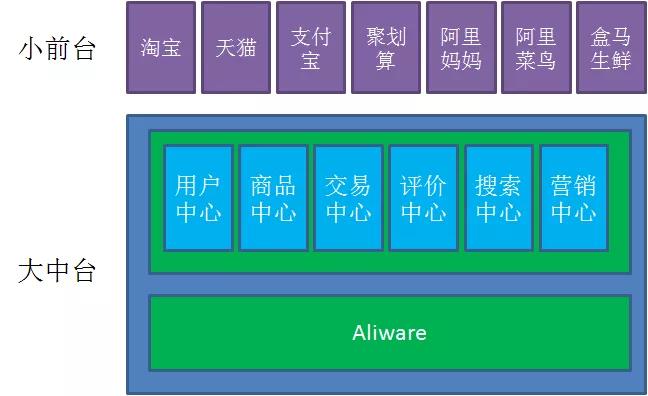 小前台
淘宝
天猫
支付
宝
聚划
算
阿里
妈妈
阿里
菜鸟
盒马
生鲜
大中台
用户
中心
商品
中心
交易
中心
评价
中心
搜索
中心
营销
中心
Aliware